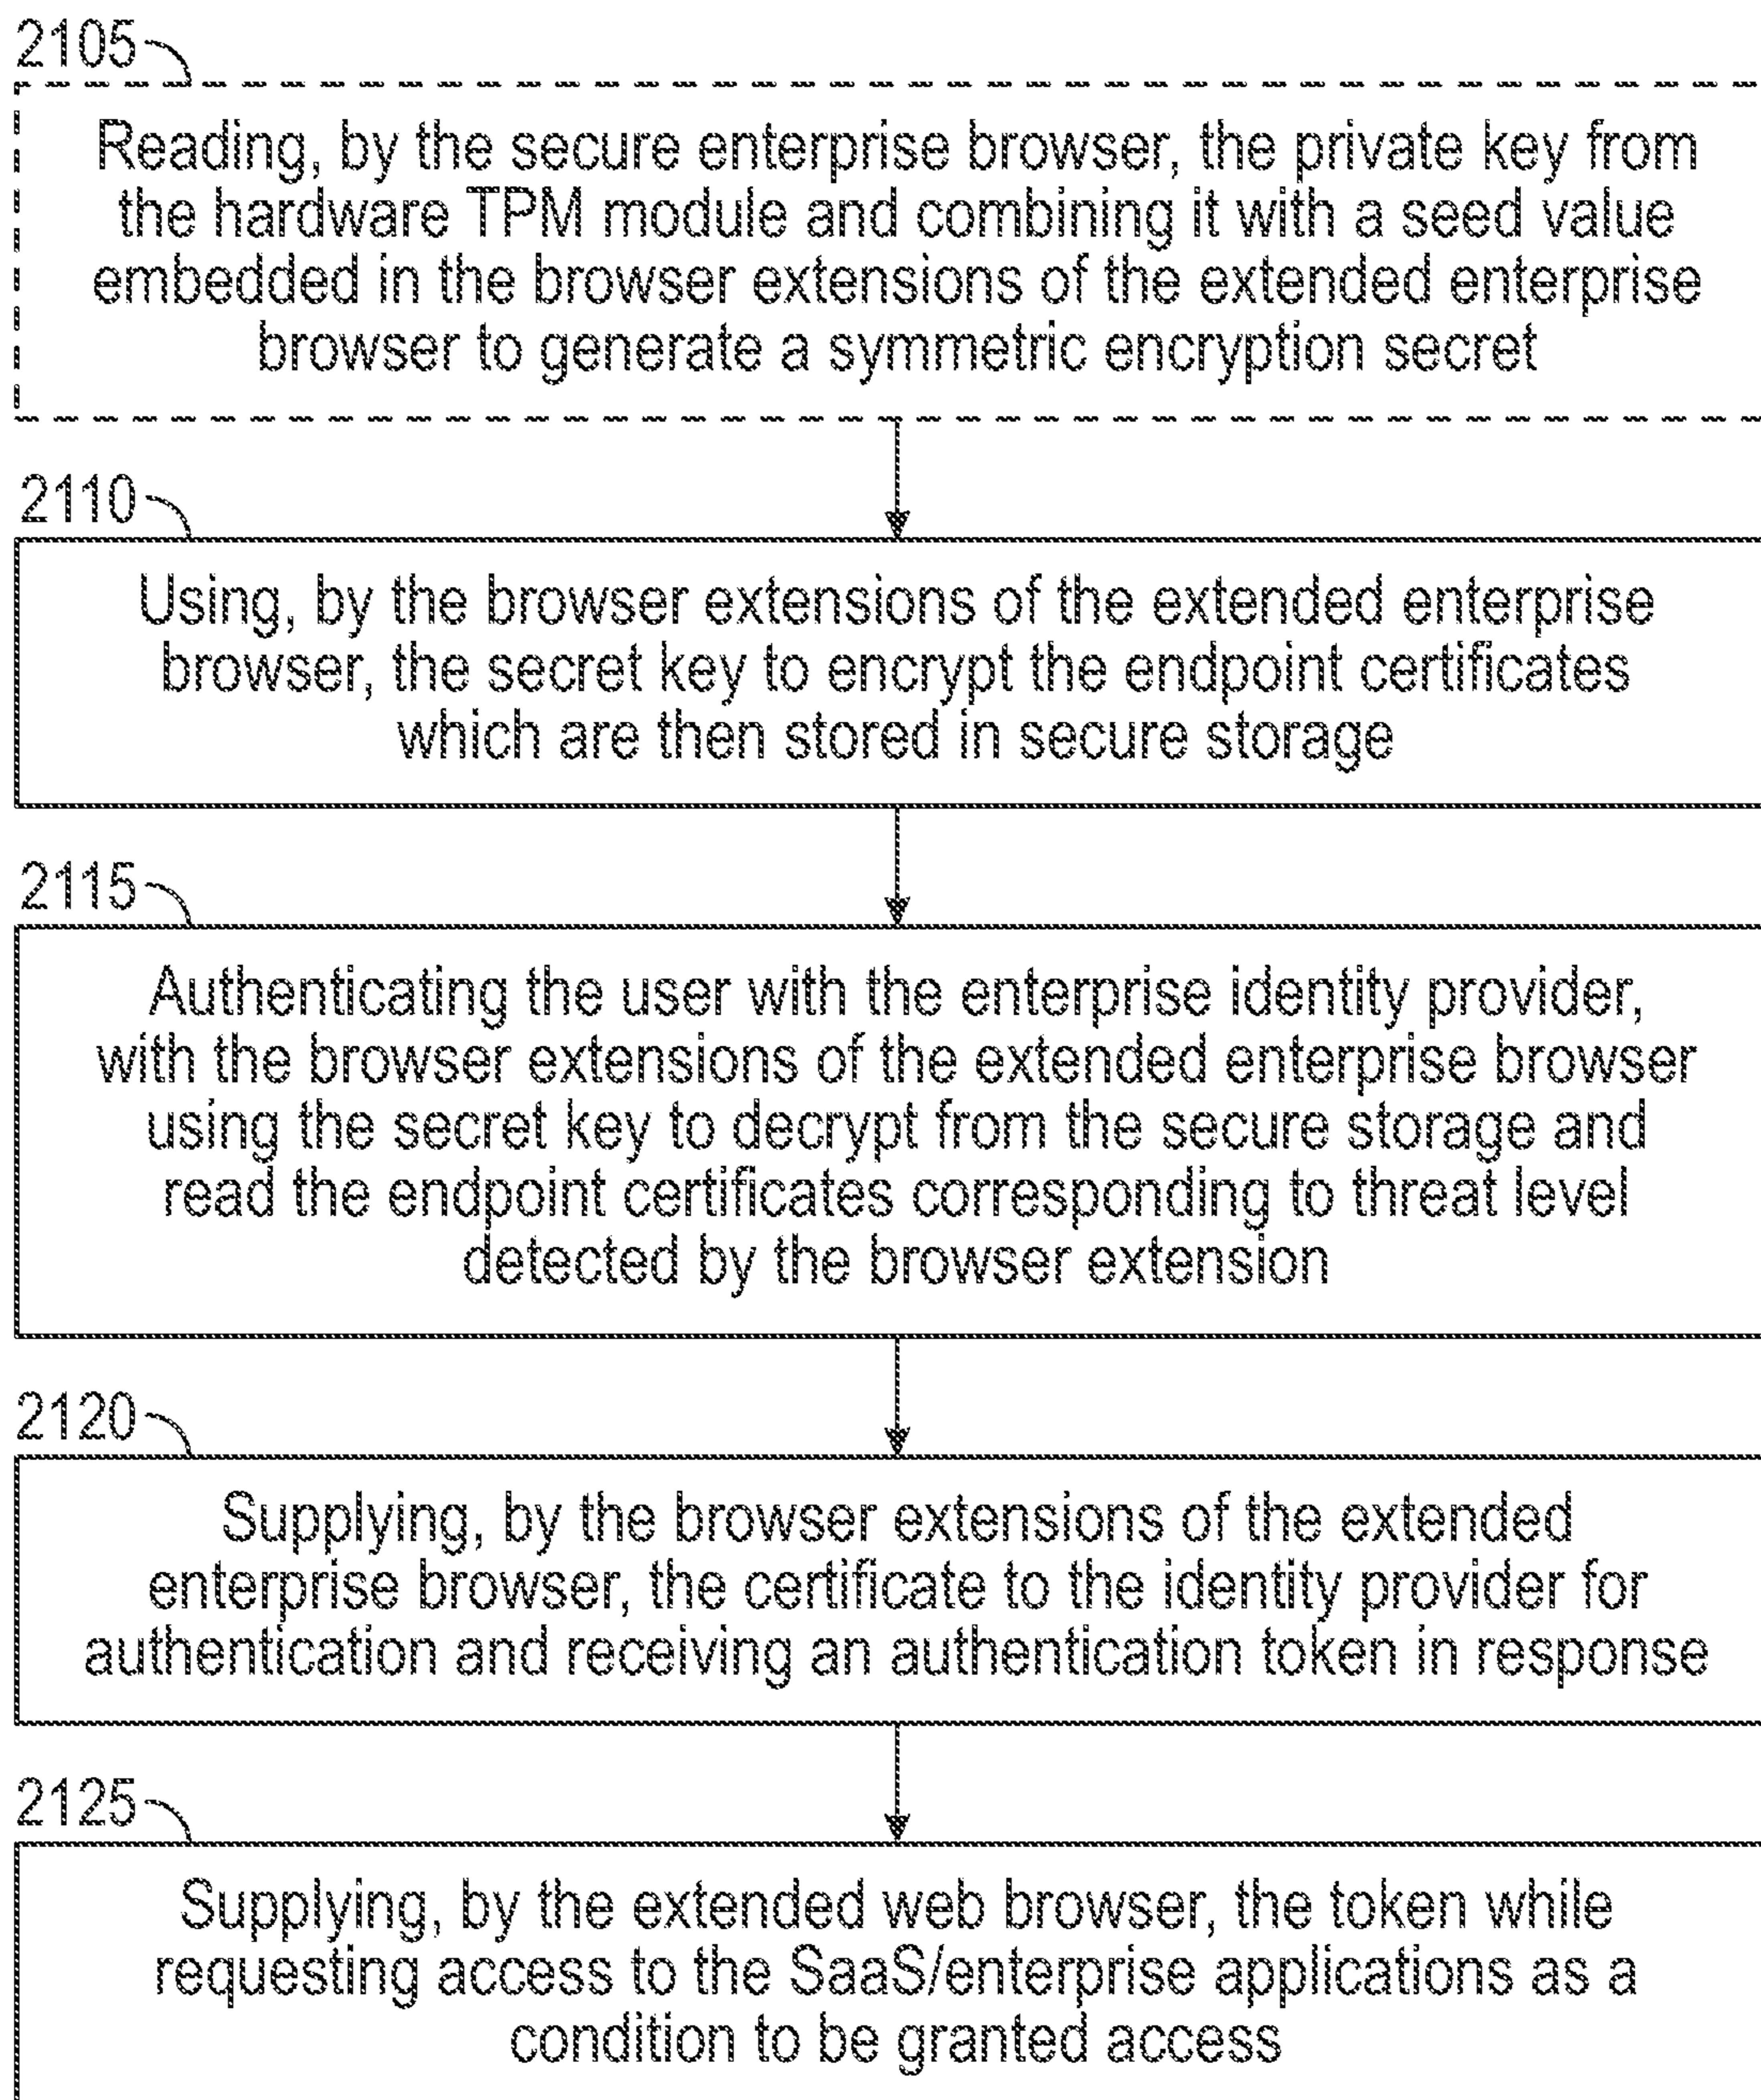 2105
Reading, by the secure enterprise browser, the private key from
the hardware TPM module and combining it with a seed value
embedded in the browser extensions of the extended enterprise
browser to generate a symmetric encryption secret
2110
Using, by the browser extensions of the extended enterprise
browser, the secret key to encrypt the endpoint certificates
which are then stored in secure storage
2115
Authenticating the user with the enterprise identity provider,
with the browser extensions of the extended enterprise browser
using the secret key to decrypt from the secure storage and
read the endpoint certificates corresponding to threat level
detected by the browser extension
2120
Supplying, by the browser extensions of the extended
enterprise browser, the certificate to the identity provider for
authentication and receiving an authentication token in response
2125
Supplying, by the extended web browser, the token while
requesting access to the SaaS/enterprise applications as a
condition to be granted access